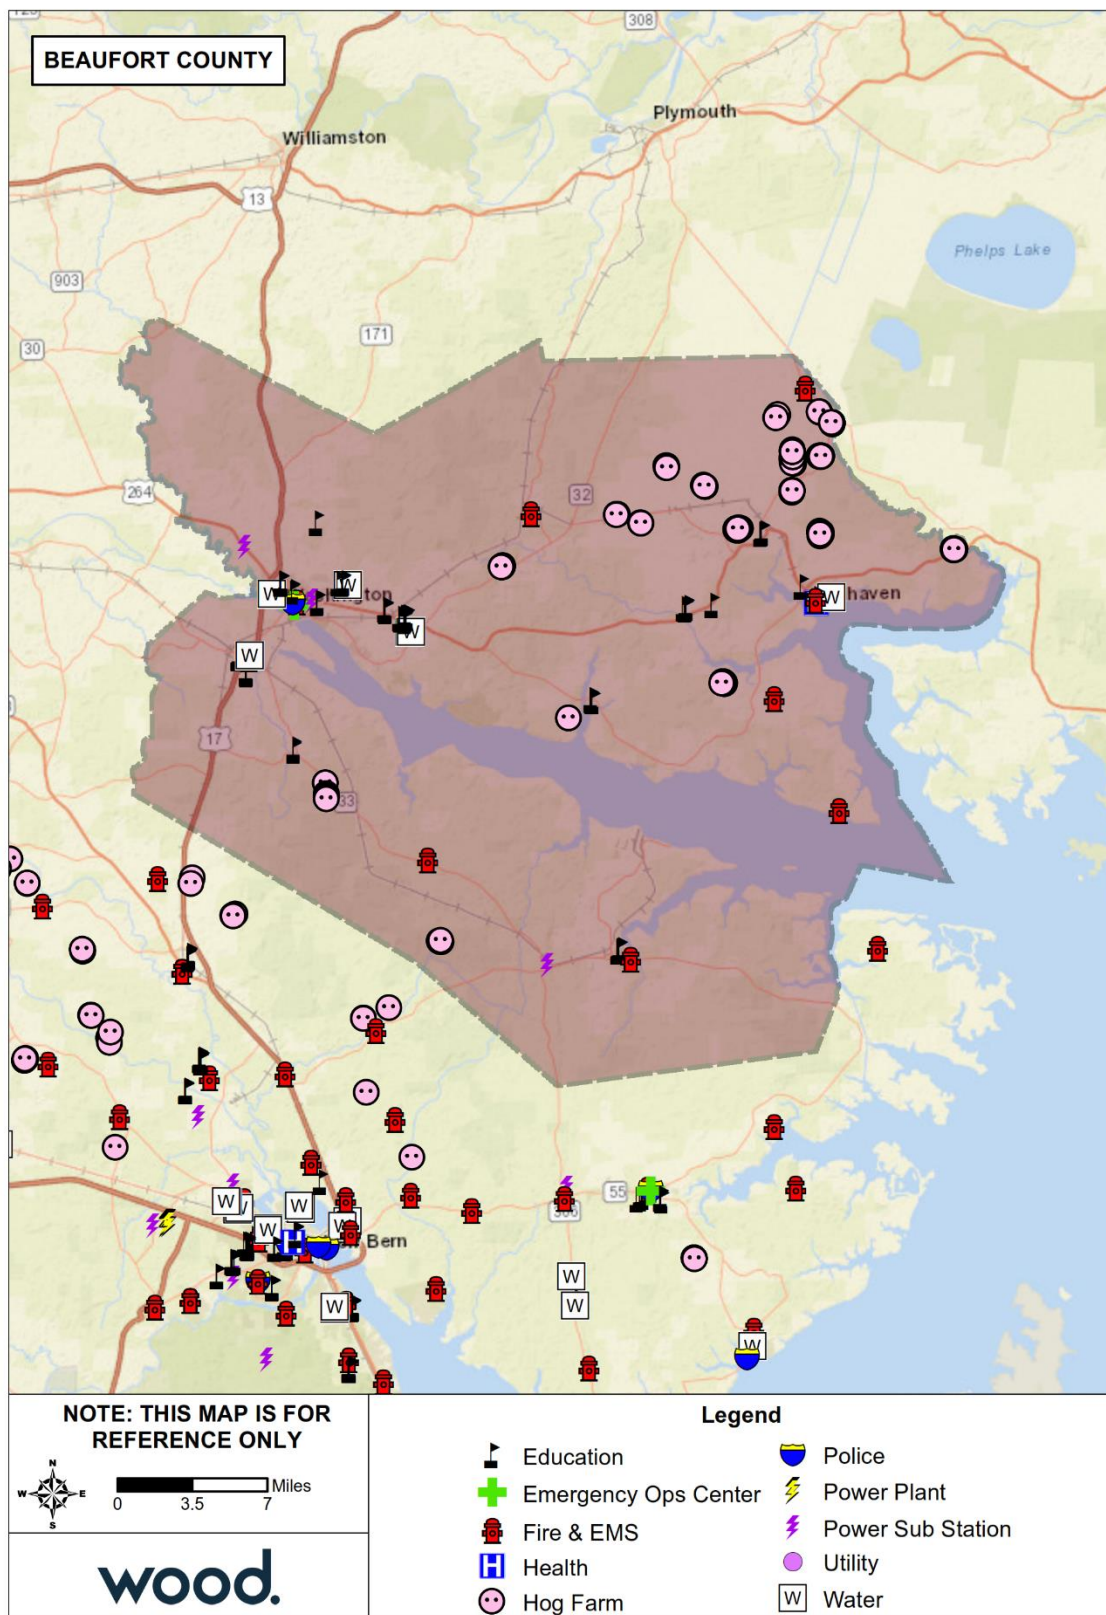 BEAUFORT COUNTY
308
Plymouth
Williamston
13
Phelps Lake
903
171
30
264
32
W
W
ington
W
haven
W
W
17
33
55
306
W
W
W
W
W
H
Bern
W
W
W
W
NOTE: THIS MAP IS FOR
REFERENCE ONLY
N
W
E
S
Miles
0
3.5
7
wood.
Legend
Education
Emergency Ops Center
Fire & EMS
H
Health
Hog Farm
Police
Power Plant
Power Sub Station
Utility
W
Water